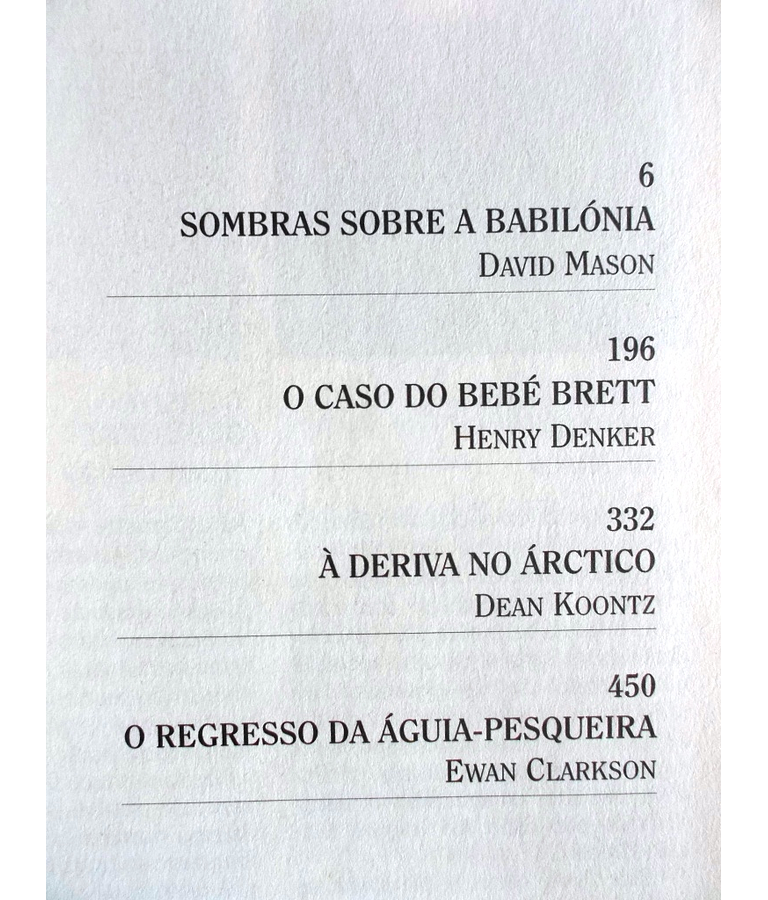 6
SOMBRAS SOBRE A BABILÓNIA
DAVID MASON
196
O CASO DO BEBÉ BRETT
HENRY DENKER
332
À DERIVA NO ÁRCTICO
DEAN KOONTZ
450
O REGRESSO DA ÁGUIA-PESQUEIRA
EWAN CLARKSON